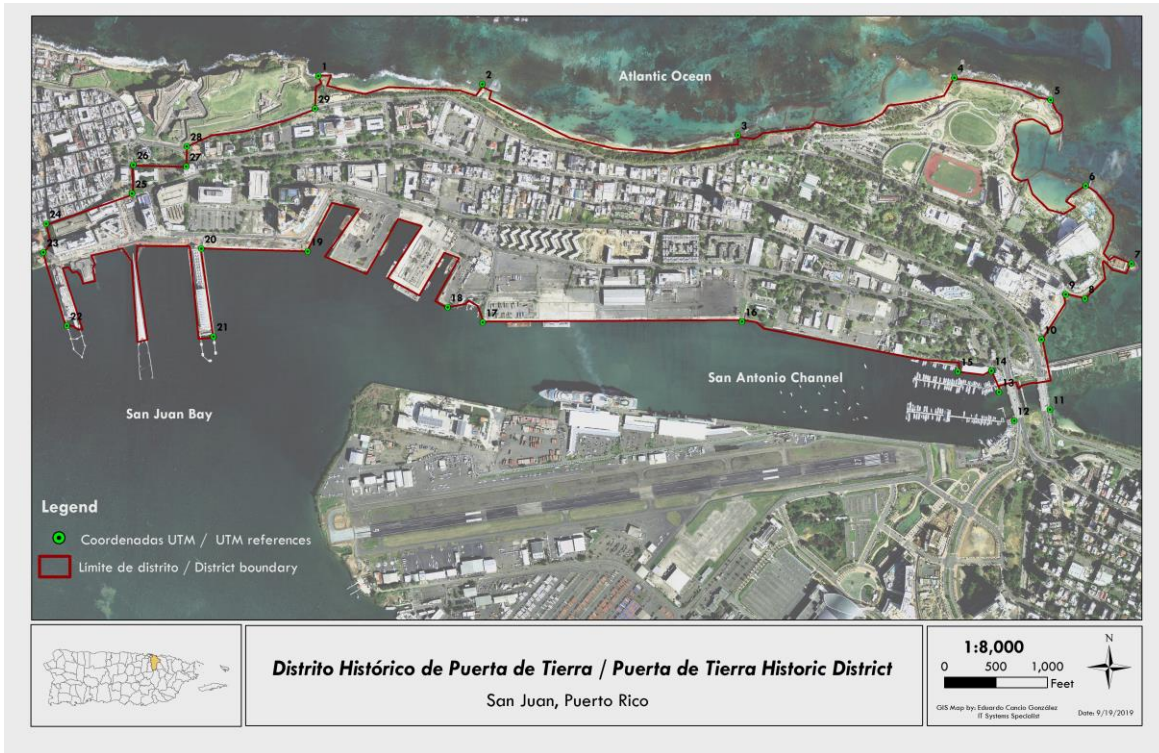 1
2
Atlantic Ocean
4
5
3
29
28
27
26
25
6
24
23
20
19
7
9
8
18
17
16
10
22
21
15
14
San Antonio Channel
13
11
12
San Juan Bay
Legend
Coordenadas UTM / UTM references
Límite de distrito / District boundary
Distrito Histórico de Puerta de Tierra / Puerta de Tierra Historic District
San Juan, Puerto Rico
1:8,000
N
0 500 1,000
Feet
GIS Map by: Eduardo Cancio González
IT Systems Specialist
Date: 9/19/2019